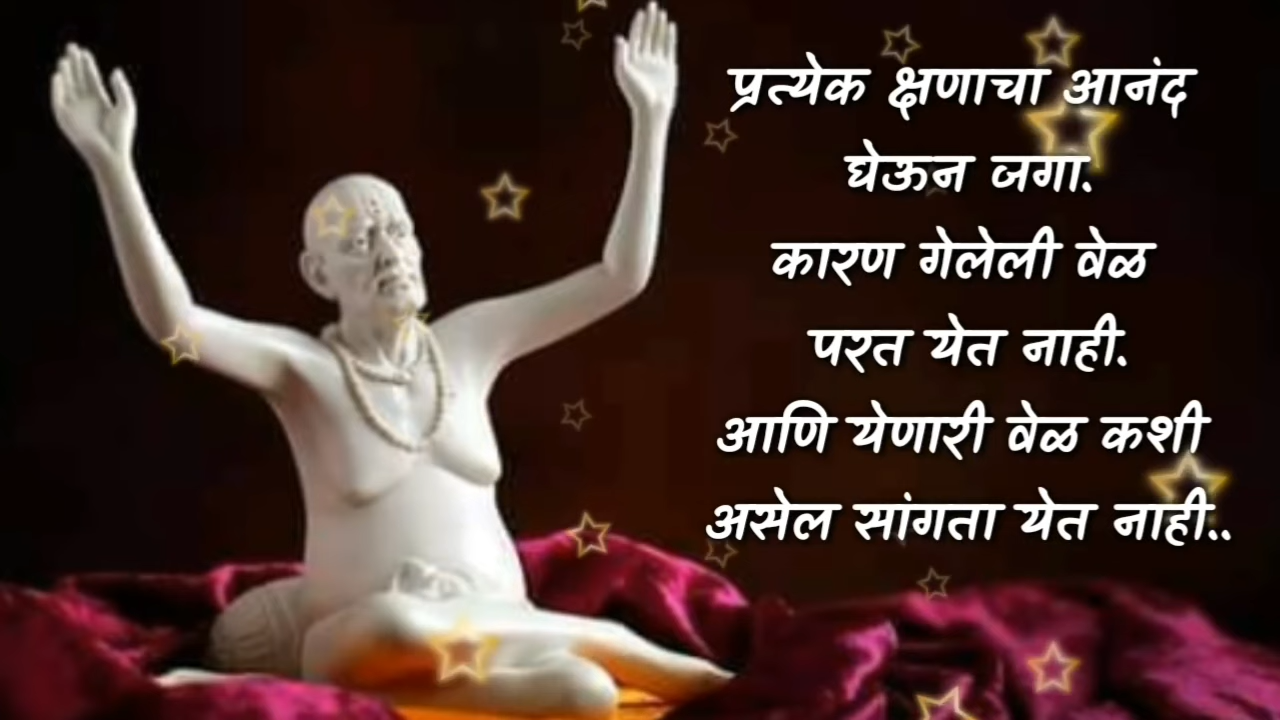 प्रत्येक क्षणाचा आनंद
घेऊन जगा.
कारण गेलेली वेळ
परत येत नाही.
आणि येणारी वेळ कशी
असेल सांगता येत नाही..